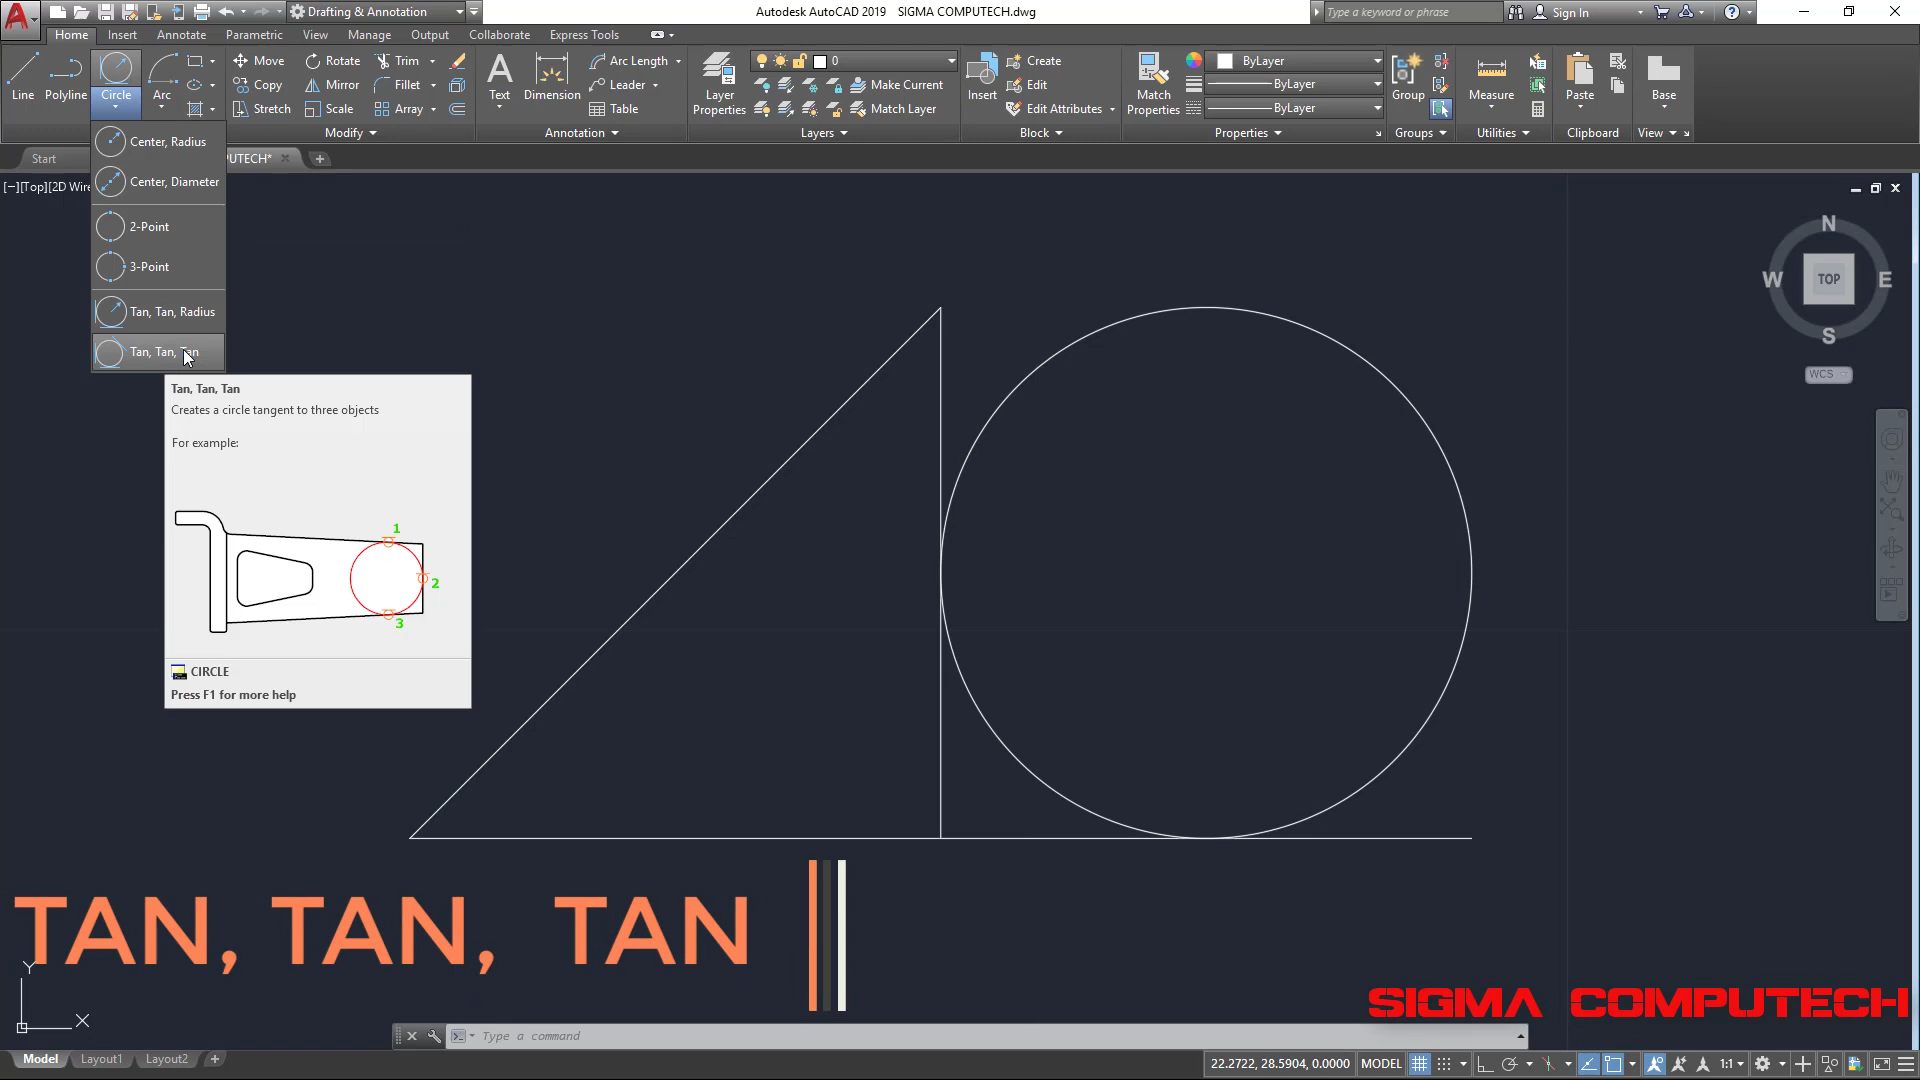 Drafting & Annotation
Autodesk AutoCAD 2019 SIGMA COMPUTECH.dwg
Type a keyword or phrase
Sign In
Home Insert Annotate Parametric View Manage Output Collaborate Express Tools
Line Polyline Circle Arc
Move Rotate Trim
Copy Mirror Fillet
Stretch Scale Array
Modify
Text Dimension
Arc Length
Leader
Table
Annotation
Layer Properties
0
Make Current
Match Layer
Layers
Insert
Create
Edit
Edit Attributes
Block
Match Properties
ByLayer
ByLayer
ByLayer
Properties
Group
Groups
Measure
Utilities
Paste
Clipboard
Base
View
Start
PUTECH*
[−][Top][2D Wire
Center, Radius
Center, Diameter
2-Point
3-Point
Tan, Tan, Radius
Tan, Tan, Tan
Tan, Tan, Tan
Creates a circle tangent to three objects
For example:
1
2
3
CIRCLE
Press F1 for more help
N
W TOP E
S
WCS
TAN, TAN, TAN
SIGMA COMPUTECH
Y
X
Type a command
Model Layout1 Layout2
22.2722, 28.5904, 0.0000 MODEL
1:1